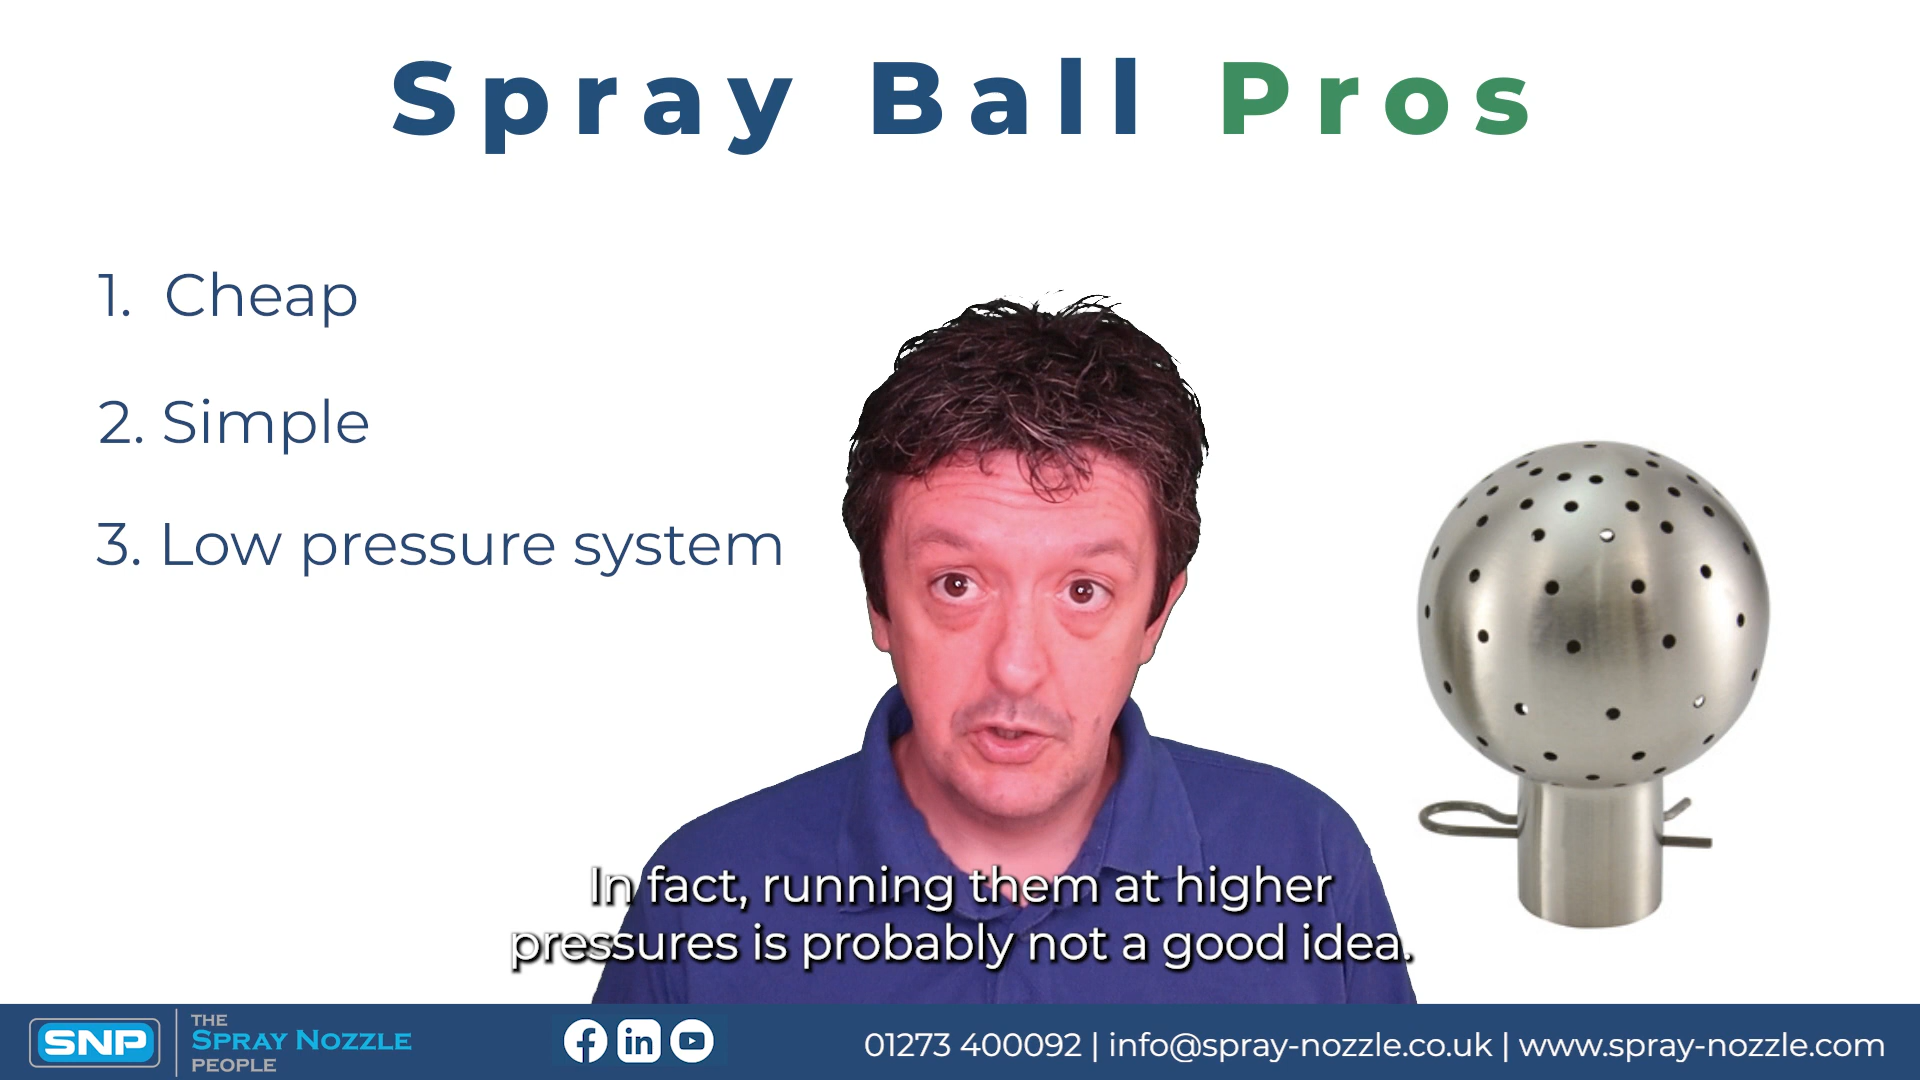 Spray Ball Pros
1. Cheap
2. Simple
3. Low pressure system
In fact, running them at higher
pressures is probably not a good idea.
SNP
THE
SPRAY NOZZLE
PEOPLE
01273 400092 | info@spray-nozzle.co.uk | www.spray-nozzle.com